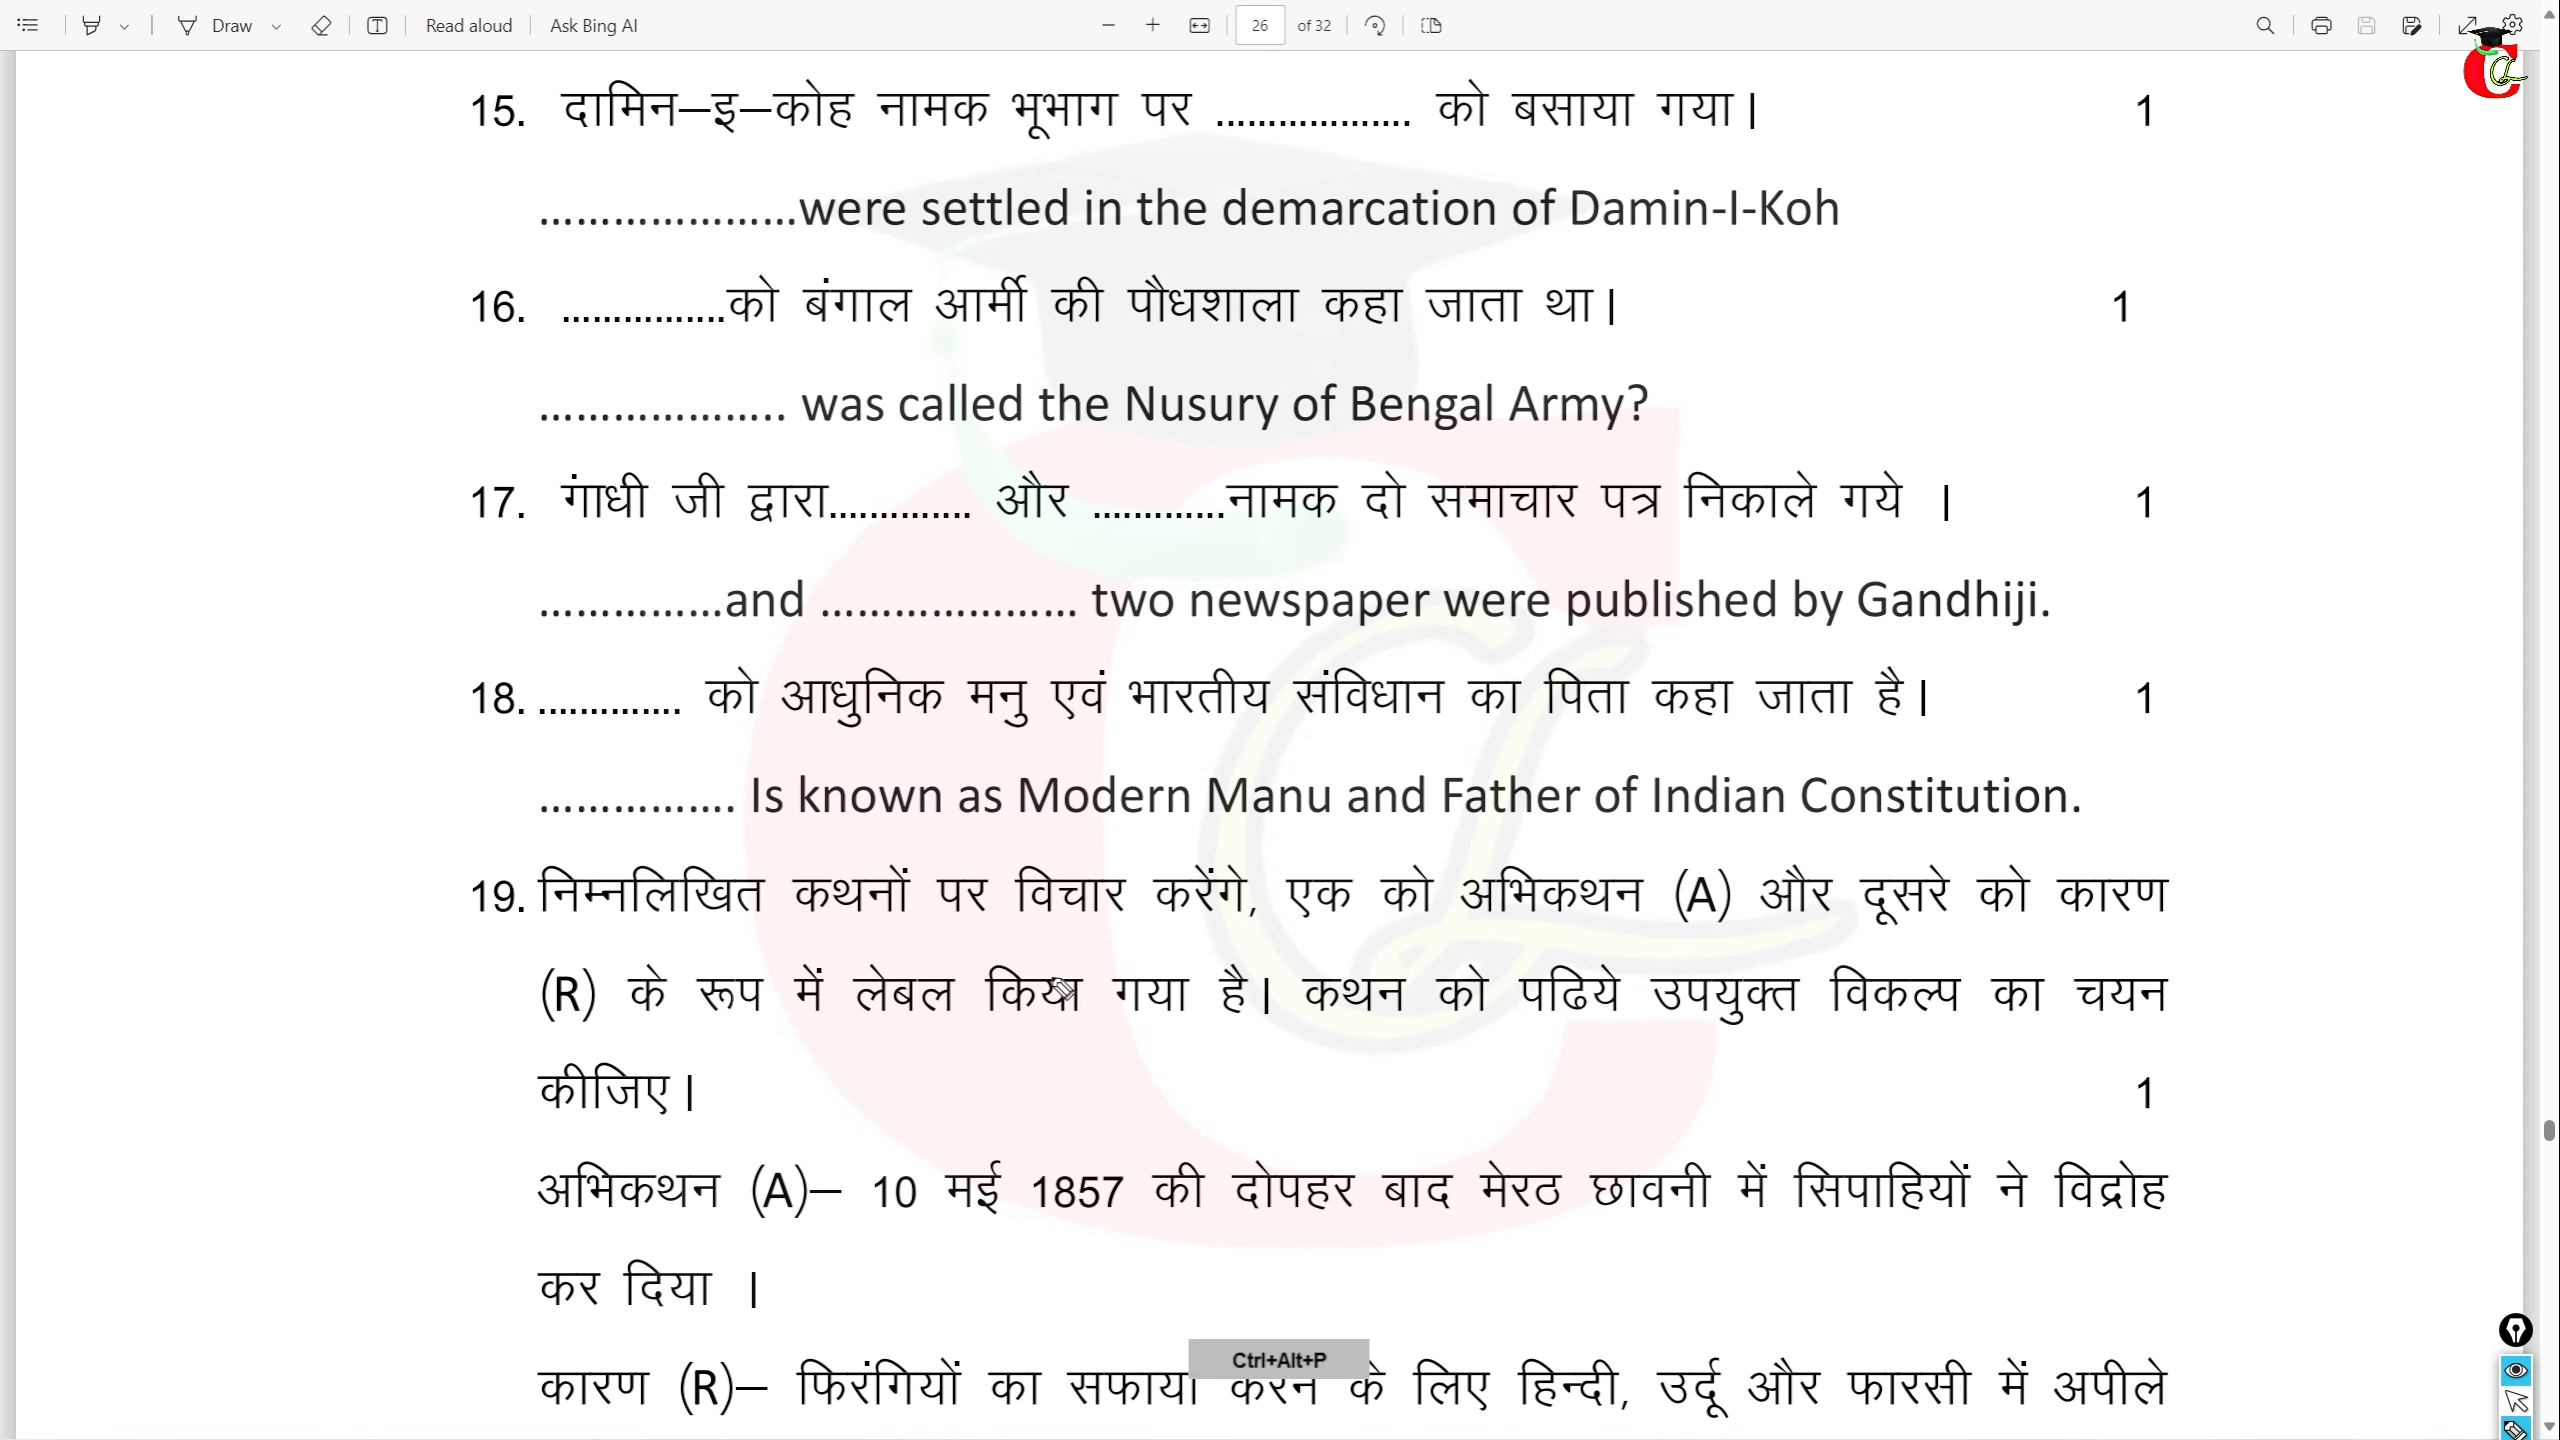 Draw Read aloud Ask Bing AI 26 of 32
15. दामिन–इ–कोह नामक भूभाग पर ................... को बसाया गया। 1
.....................were settled in the demarcation of Damin-I-Koh
16. ................को बंगाल आर्मी की पौधशाला कहा जाता था। 1
.................... was called the Nusury of Bengal Army?
17. गंाधी जी द्वारा.............. और .............नामक दो समाचार पत्र निकाले गये । 1
...............and ..................... two newspaper were published by Gandhiji.
18. .............. को आधुनिक मनु एवं भारतीय संविधान का पिता कहा जाता है। 1
................ Is known as Modern Manu and Father of Indian Constitution.
19. निम्नलिखित कथनों पर विचार करेंगे, एक को अभिकथन (A) और दूसरे को कारण
(R) के रूप में लेबल किया गया है। कथन को पढिये उपयुक्त विकल्प का चयन
कीजिए। 1
अभिकथन (A)– 10 मई 1857 की दोपहर बाद मेरठ छावनी में सिपाहियों ने विद्रोह
कर दिया ।
Ctrl+Alt+P
कारण (R)– फिरंगियों का सफाया करने के लिए हिन्दी, उर्दू और फारसी में अपीले